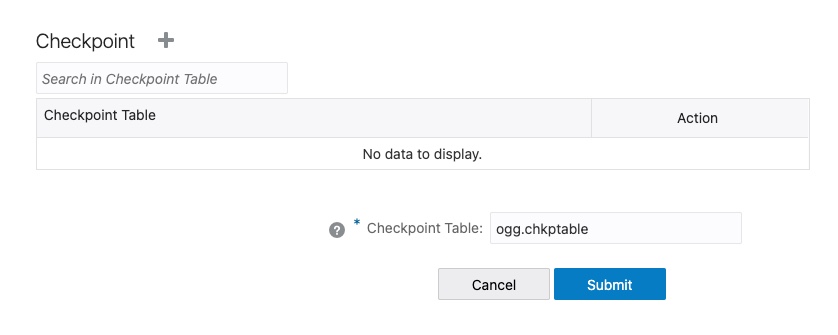 Checkpoint
Search in Checkpoint Table
Checkpoint Table Action
No data to display.
? * Checkpoint Table: ogg.chkptable
Cancel Submit